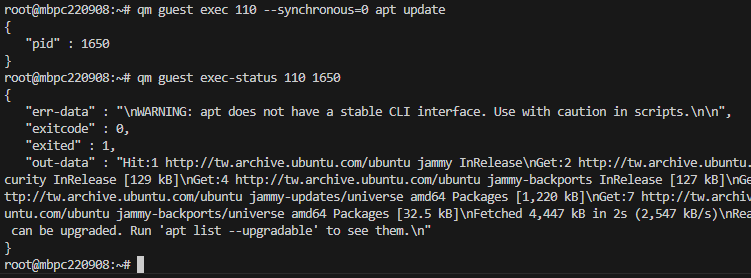 root@mbpc220908:~# qm guest exec 110 --synchronous=0 apt update
{
   "pid" : 1650
}
root@mbpc220908:~# qm guest exec-status 110 1650
{
   "err-data" : "\nWARNING: apt does not have a stable CLI interface. Use with caution in scripts.\n\n",
   "exitcode" : 0,
   "exited" : 1,
   "out-data" : "Hit:1 http://tw.archive.ubuntu.com/ubuntu jammy InRelease\nGet:2 http://tw.archive.ubuntu.
curity InRelease [129 kB]\nGet:4 http://tw.archive.ubuntu.com/ubuntu jammy-backports InRelease [127 kB]\nGe
ttp://tw.archive.ubuntu.com/ubuntu jammy-updates/universe amd64 Packages [1,220 kB]\nGet:7 http://tw.archiv
untu.com/ubuntu jammy-backports/universe amd64 Packages [32.5 kB]\nFetched 4,447 kB in 2s (2,547 kB/s)\nRea
 can be upgraded. Run 'apt list --upgradable' to see them.\n"
}
root@mbpc220908:~#